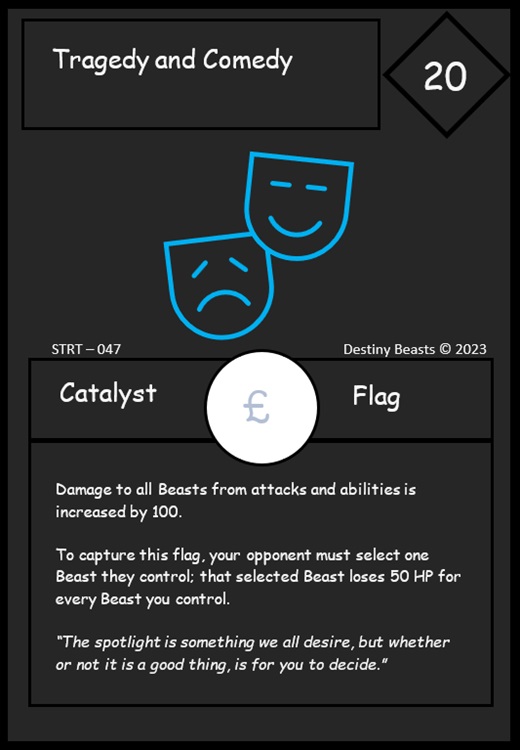 Tragedy and Comedy
20
STRT – 047
Destiny Beasts © 2023
Catalyst
£
Flag
Damage to all Beasts from attacks and abilities is
increased by 100.
To capture this flag, your opponent must select one
Beast they control; that selected Beast loses 50 HP for
every Beast you control.
“The spotlight is something we all desire, but whether
or not it is a good thing, is for you to decide.”